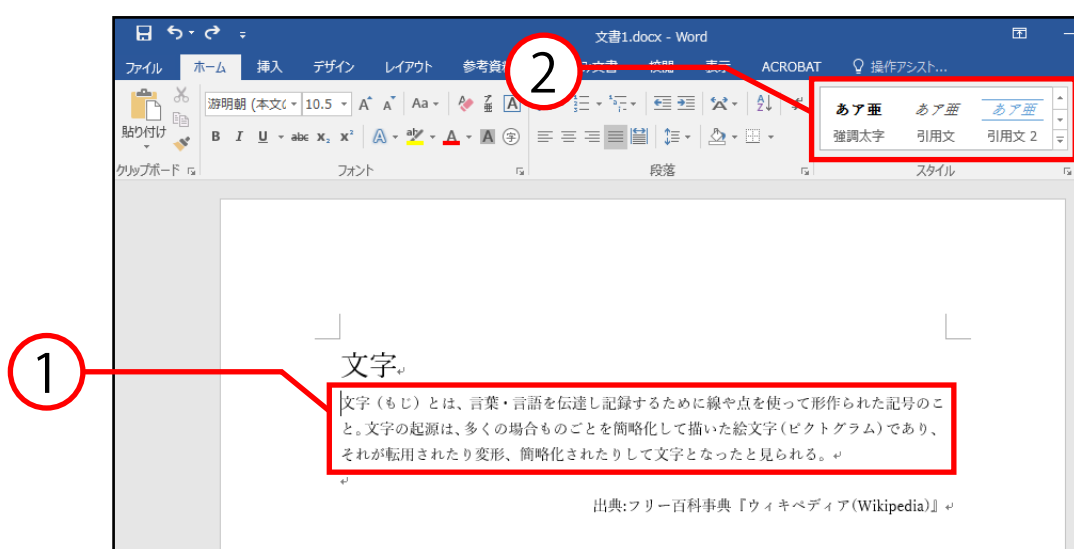 文書1.docx - Word
ファイル ホーム 挿入 デザイン レイアウト 参考資 文書 校閲 表示 ACROBAT 操作アシスト...
2
游明朝 (本文( 10.5 A A Aa ア亜 A
あア亜 あア亜 あア亜
貼り付け B I U abc X₂ X² A aby A A 字
強調太字 引用文 引用文 2
クリップボード フォント 段落 スタイル
1
文字
文字（もじ）とは、言葉・言語を伝達し記録するために線や点を使って形作られた記号のこ
と。文字の起源は、多くの場合ものごとを簡略化して描いた絵文字(ピクトグラム)であり、
それが転用されたり変形、簡略化されたりして文字となったと見られる。
出典:フリー百科事典『ウィキペディア(Wikipedia)』